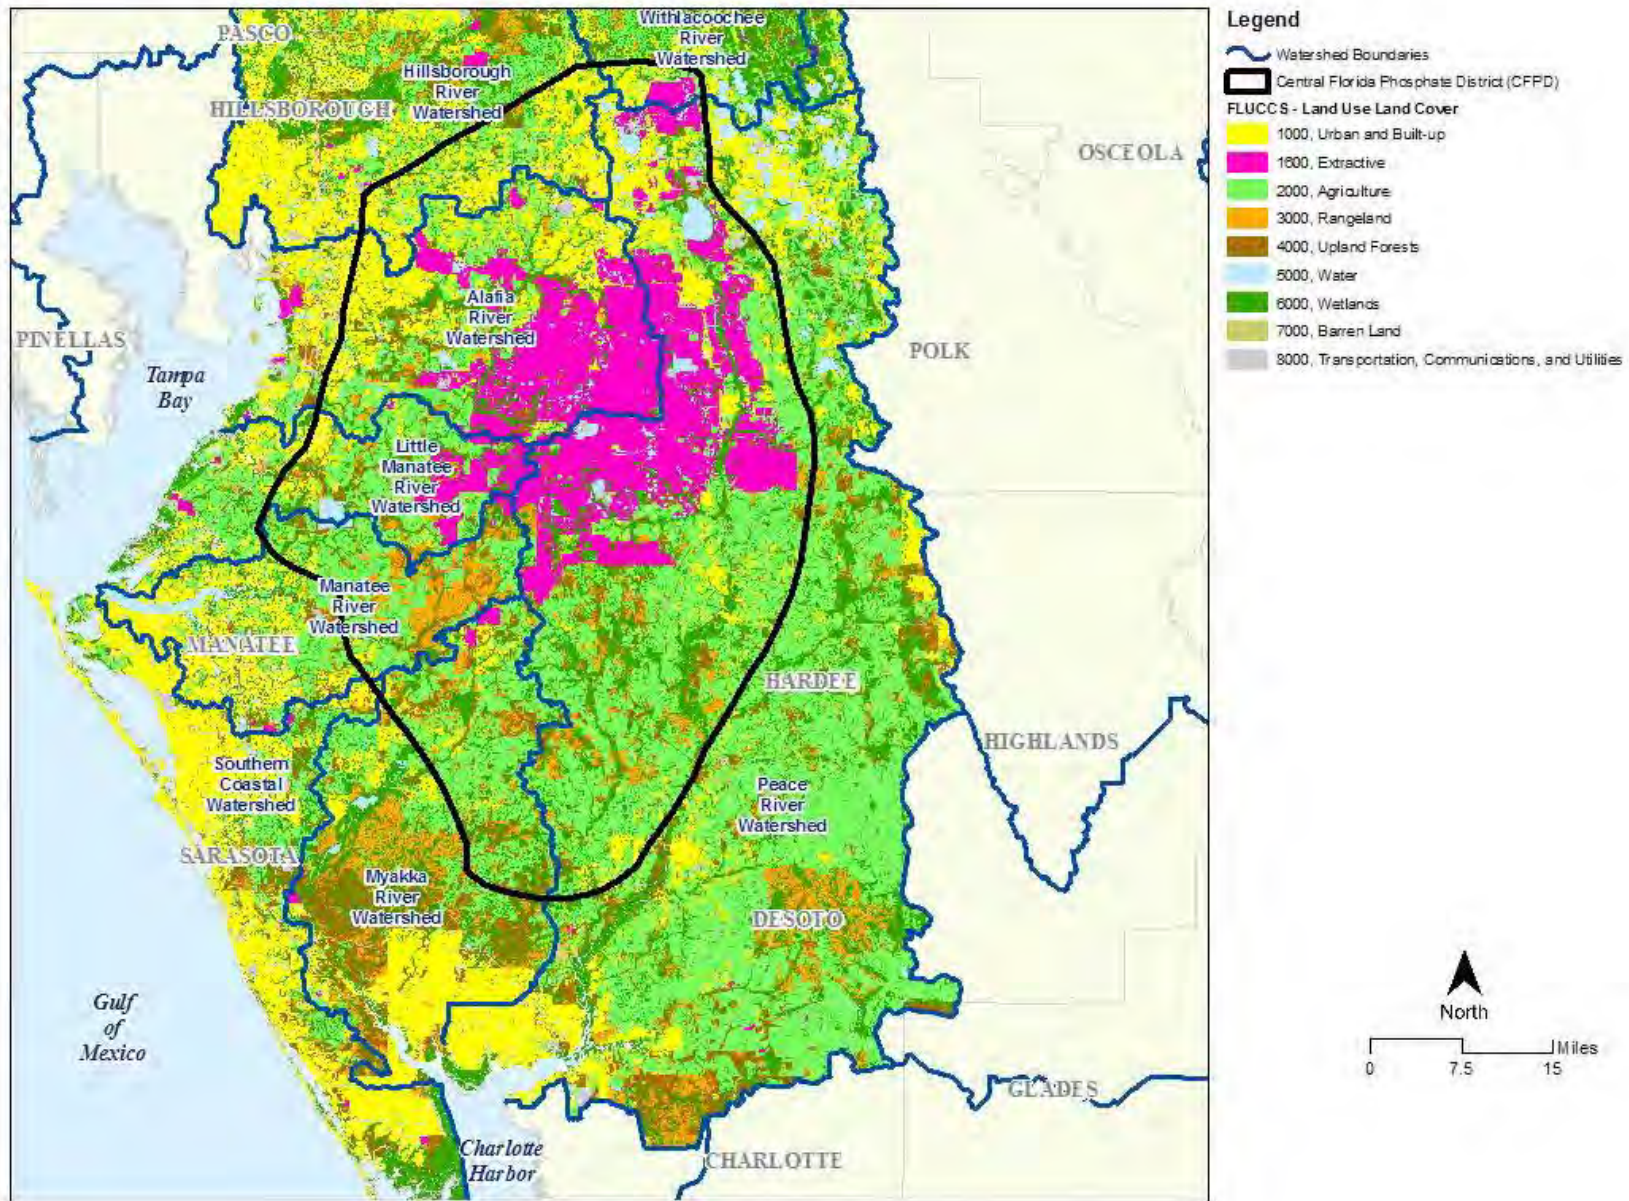 Withlacoochee
River
Watershed
PASCO
Hillsborough
River
Watershed
HILLSBOROUGH
OSCEOLA
Alafia
River
Watershed
PINELLAS
POLK
Tampa
Bay
Little
Manatee
River
Watershed
Manatee
River
Watershed
MANATEE
HARDEE
HIGHLANDS
Southern
Coastal
Watershed
Peace
River
Watershed
SARASOTA
Myakka
River
Watershed
DESOTO
Gulf
of
Mexico
GLADES
Charlotte
Harbor
CHARLOTTE
Legend
Watershed Boundaries
Central Florida Phosphate District (CFPD)
FLUCCS - Land Use Land Cover
1000, Urban and Built-up
1600, Extractive
2000, Agriculture
3000, Rangeland
4000, Upland Forests
5000, Water
6000, Wetlands
7000, Barren Land
8000, Transportation, Communications, and Utilities
North
Miles
0 7.5 15